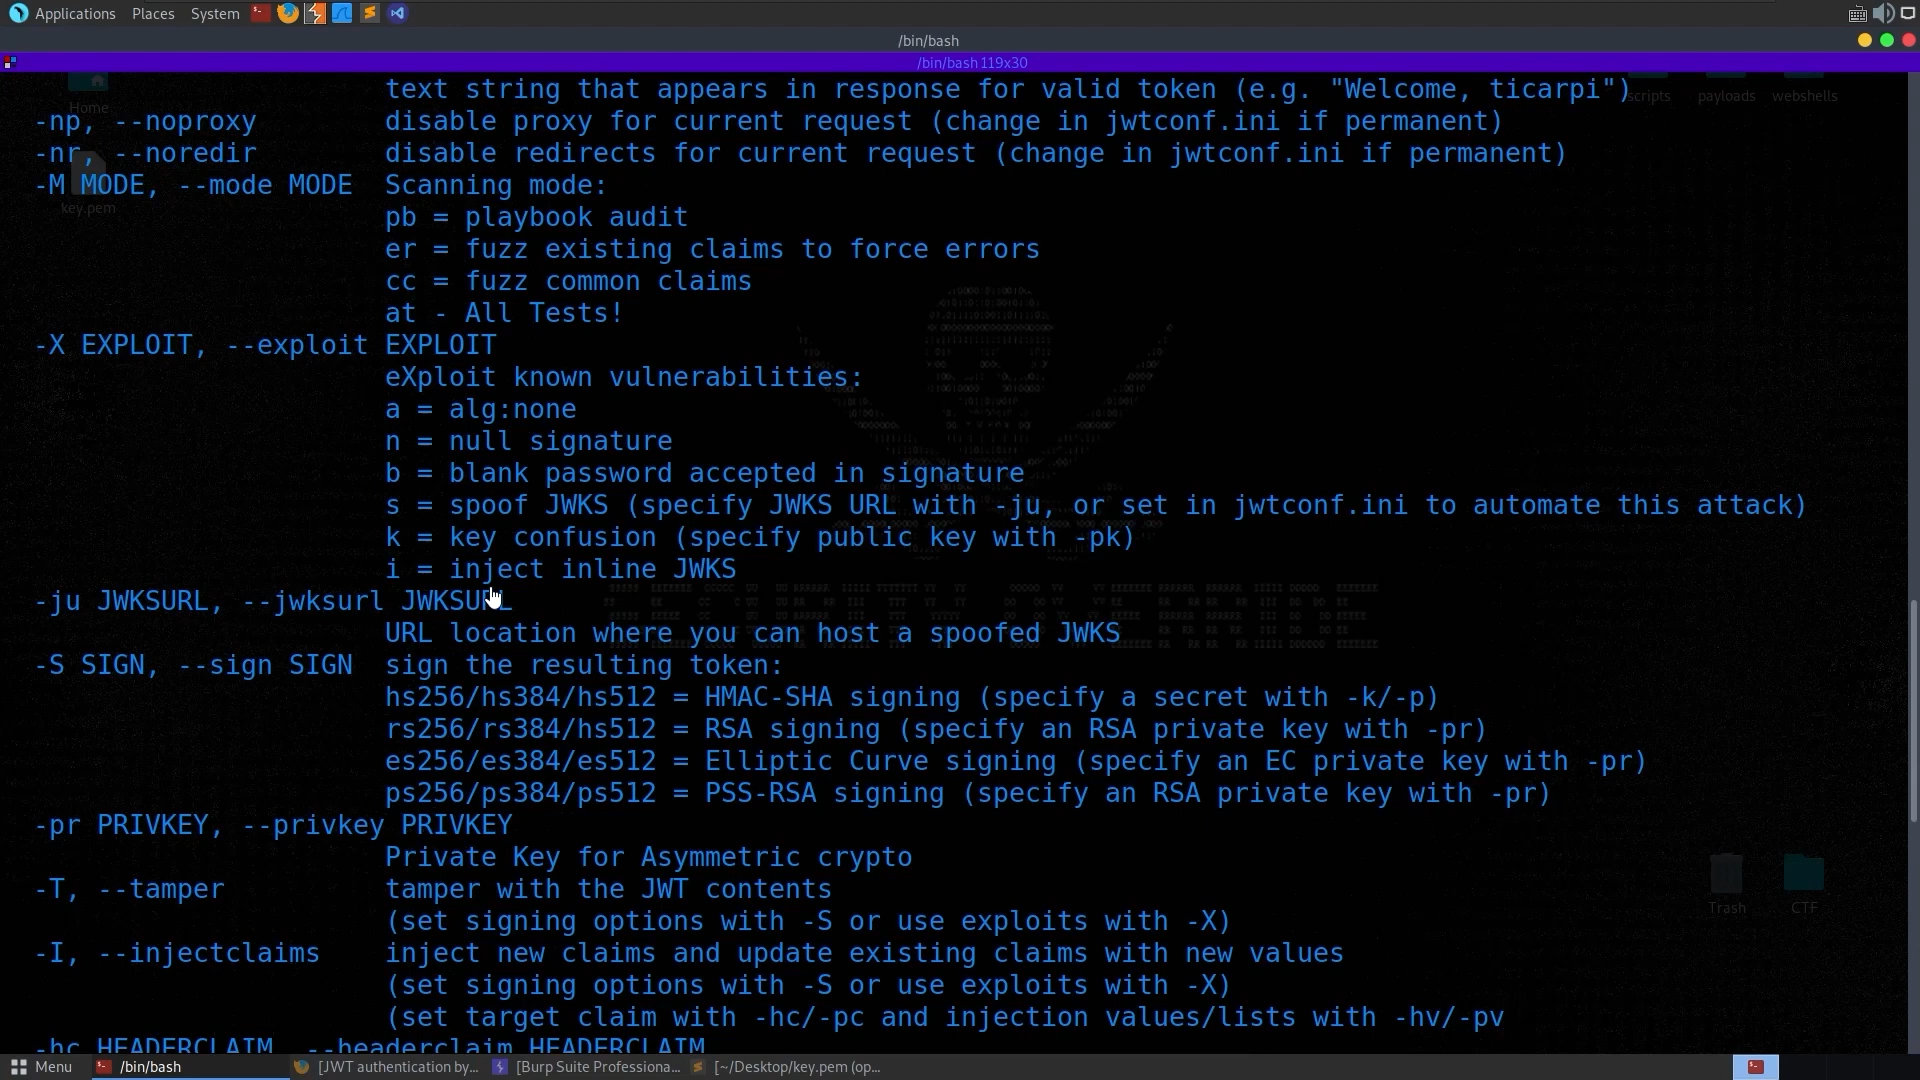 Applications Places System
/bin/bash
/bin/bash 119x30
text string that appears in response for valid token (e.g. "Welcome, ticarpi")
-np, --noproxy disable proxy for current request (change in jwtconf.ini if permanent)
-nr, --noredir disable redirects for current request (change in jwtconf.ini if permanent)
-M MODE, --mode MODE Scanning mode:
pb = playbook audit
er = fuzz existing claims to force errors
cc = fuzz common claims
at - All Tests!
-X EXPLOIT, --exploit EXPLOIT
eXploit known vulnerabilities:
a = alg:none
n = null signature
b = blank password accepted in signature
s = spoof JWKS (specify JWKS URL with -ju, or set in jwtconf.ini to automate this attack)
k = key confusion (specify public key with -pk)
i = inject inline JWKS
-ju JWKSURL, --jwksurl JWKSURL
URL location where you can host a spoofed JWKS
-S SIGN, --sign SIGN sign the resulting token:
hs256/hs384/hs512 = HMAC-SHA signing (specify a secret with -k/-p)
rs256/rs384/hs512 = RSA signing (specify an RSA private key with -pr)
es256/es384/es512 = Elliptic Curve signing (specify an EC private key with -pr)
ps256/ps384/ps512 = PSS-RSA signing (specify an RSA private key with -pr)
-pr PRIVKEY, --privkey PRIVKEY
Private Key for Asymmetric crypto
-T, --tamper tamper with the JWT contents
(set signing options with -S or use exploits with -X)
-I, --injectclaims inject new claims and update existing claims with new values
(set signing options with -S or use exploits with -X)
(set target claim with -hc/-pc and injection values/lists with -hv/-pv
-hc HEADERCLAIM, --headerclaim HEADERCLAIM
Home
key.pem
scripts payloads webshells
Trash CTF
Menu /bin/bash [JWT authentication by... [Burp Suite Professiona... [~/Desktop/key.pem (op...